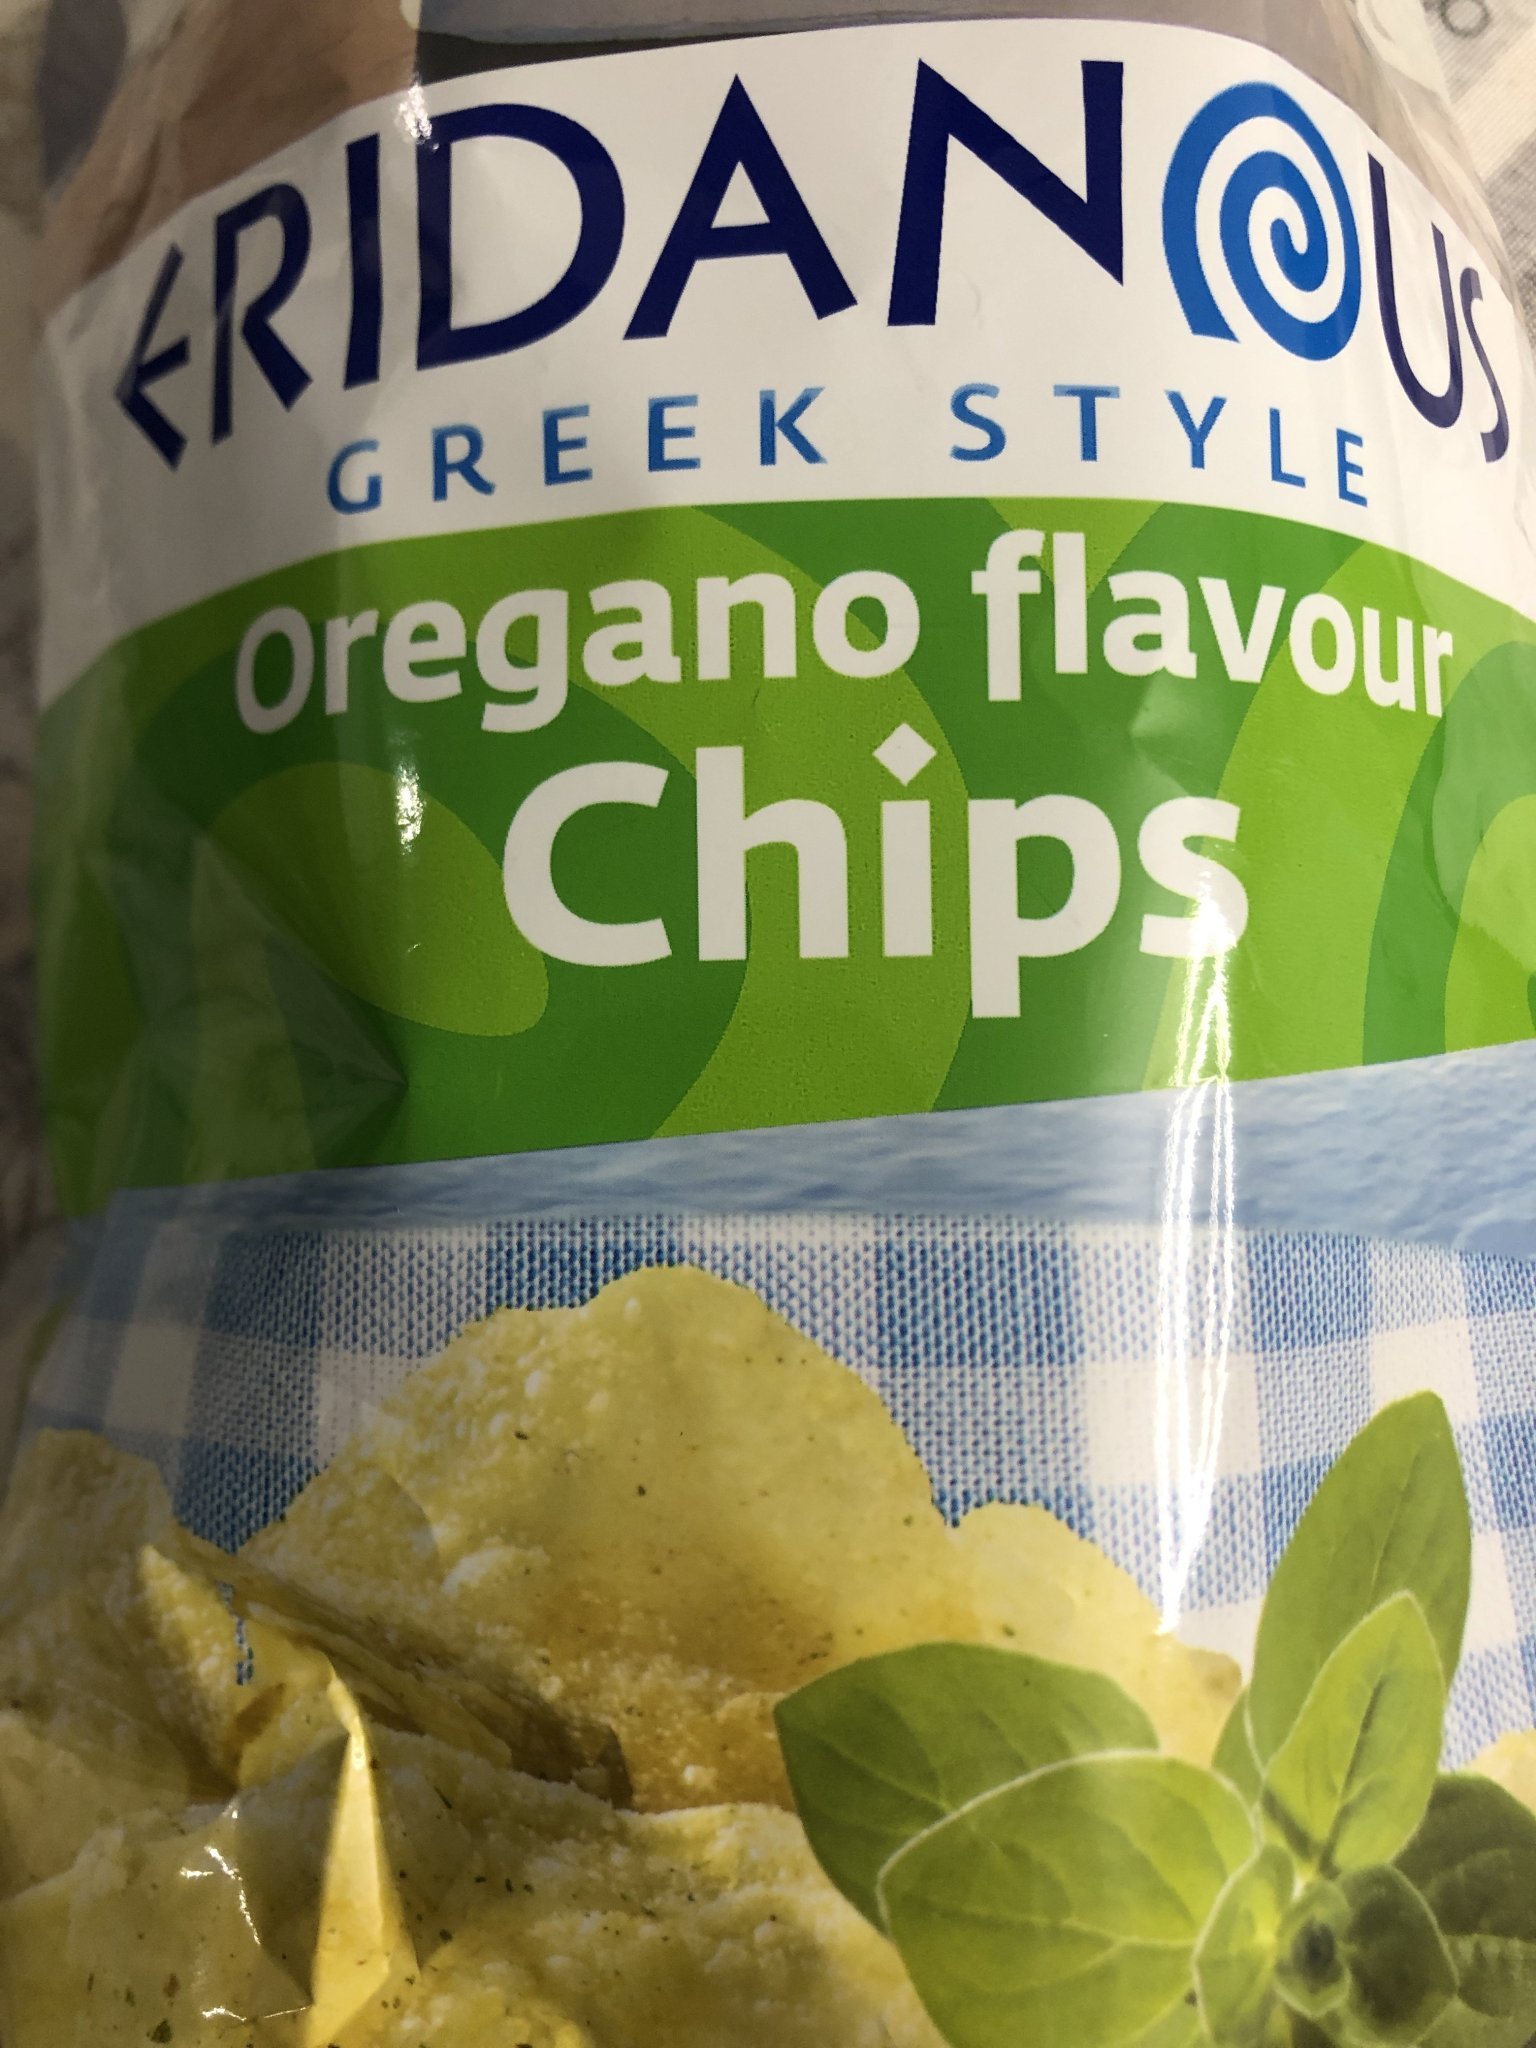 ERIDANOUS
GREEK STYLE
Oregano flavour
Chips